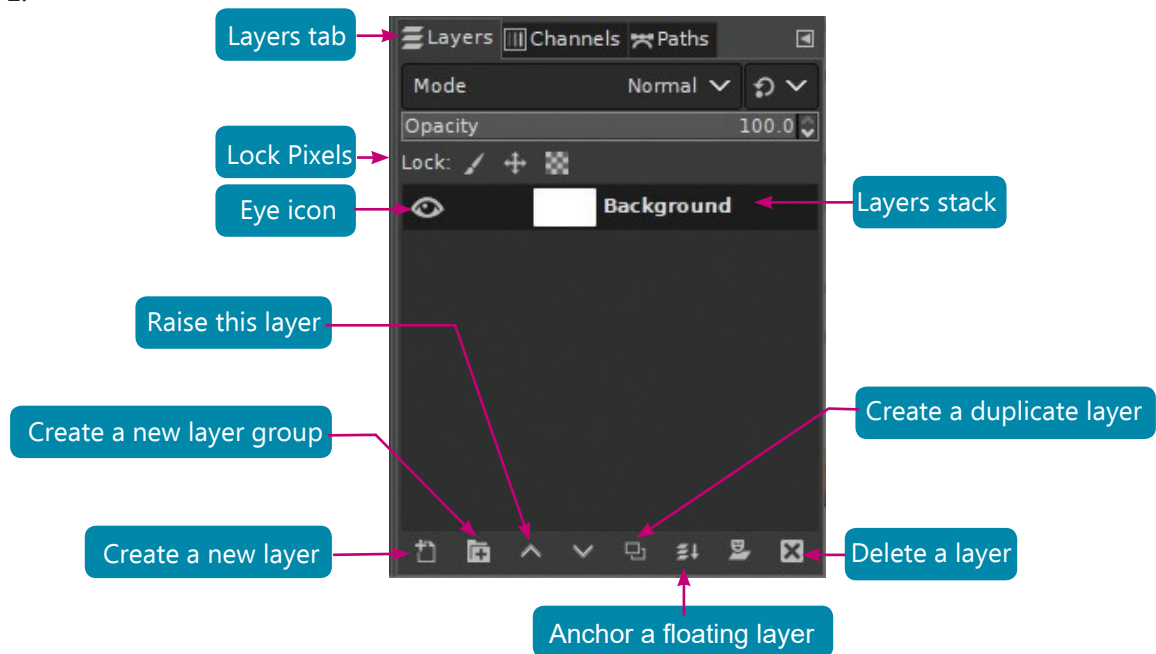 Layers tab
Layers Channels Paths
Mode Normal
Opacity 100.0
Lock Pixels
Lock:
Eye icon
Background
Layers stack
Raise this layer
Create a duplicate layer
Create a new layer group
Create a new layer
Delete a layer
Anchor a floating layer